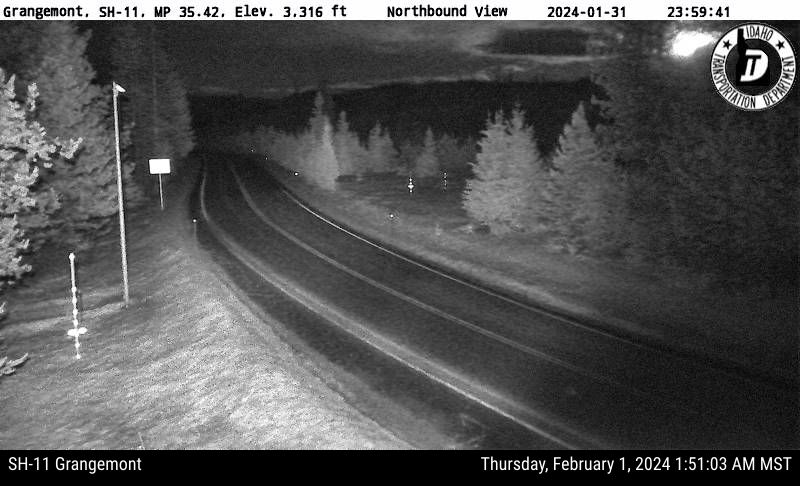 Grangemont, SH-11, MP 35.42, Elev. 3,316 ft Northbound View 2024-01-31 23:59:41
IDAHO
TRANSPORTATION DEPARTMENT
SH-11 Grangemont Thursday, February 1, 2024 1:51:03 AM MST